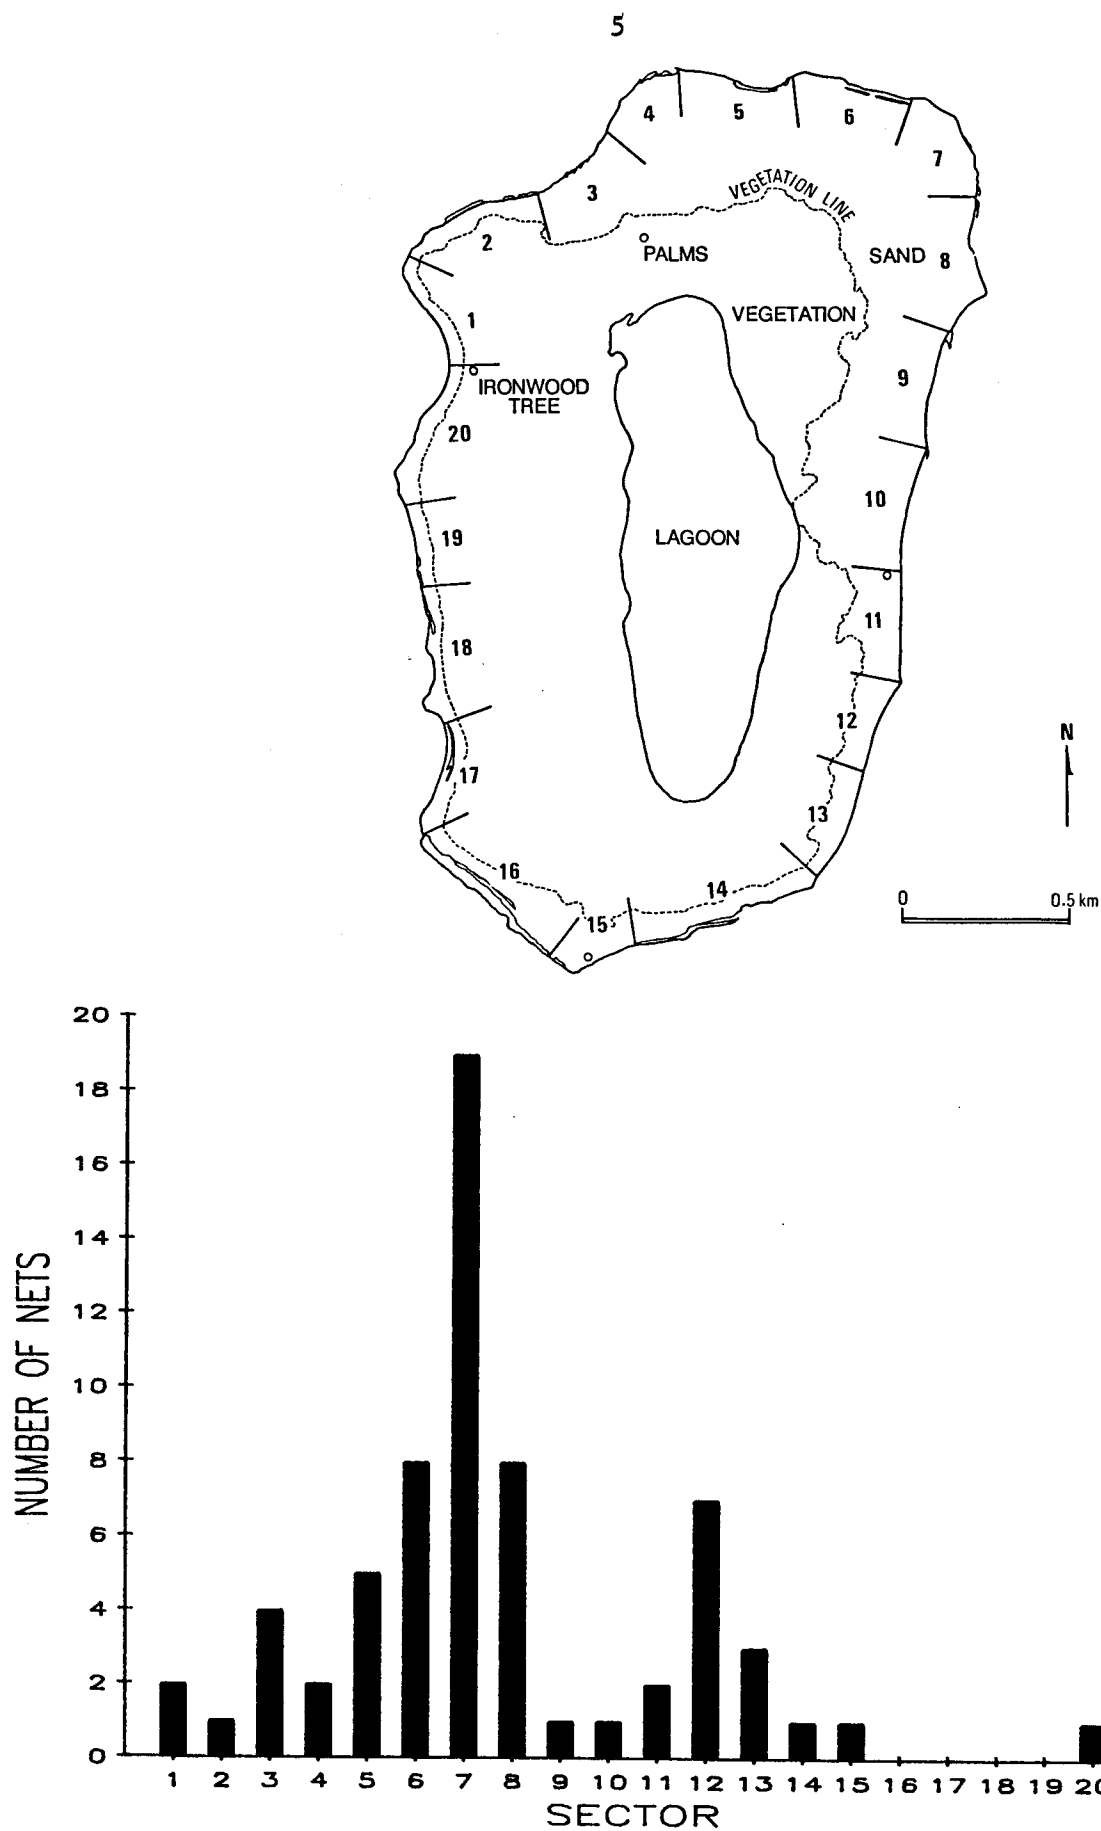 5
4 5 6
7
3
VEGETATION LINE
2
PALMS
SAND 8
1
VEGETATION
IRONWOOD
TREE
9
20
10
19
LAGOON
11
18
12
N
17
13
16
14
0 0.5 km
15
20
18
16
14
12
10
8
6
4
2
0
NUMBER OF NETS
1 2 3 4 5 6 7 8 9 10 11 12 13 14 15 16 17 18 19 20
SECTOR